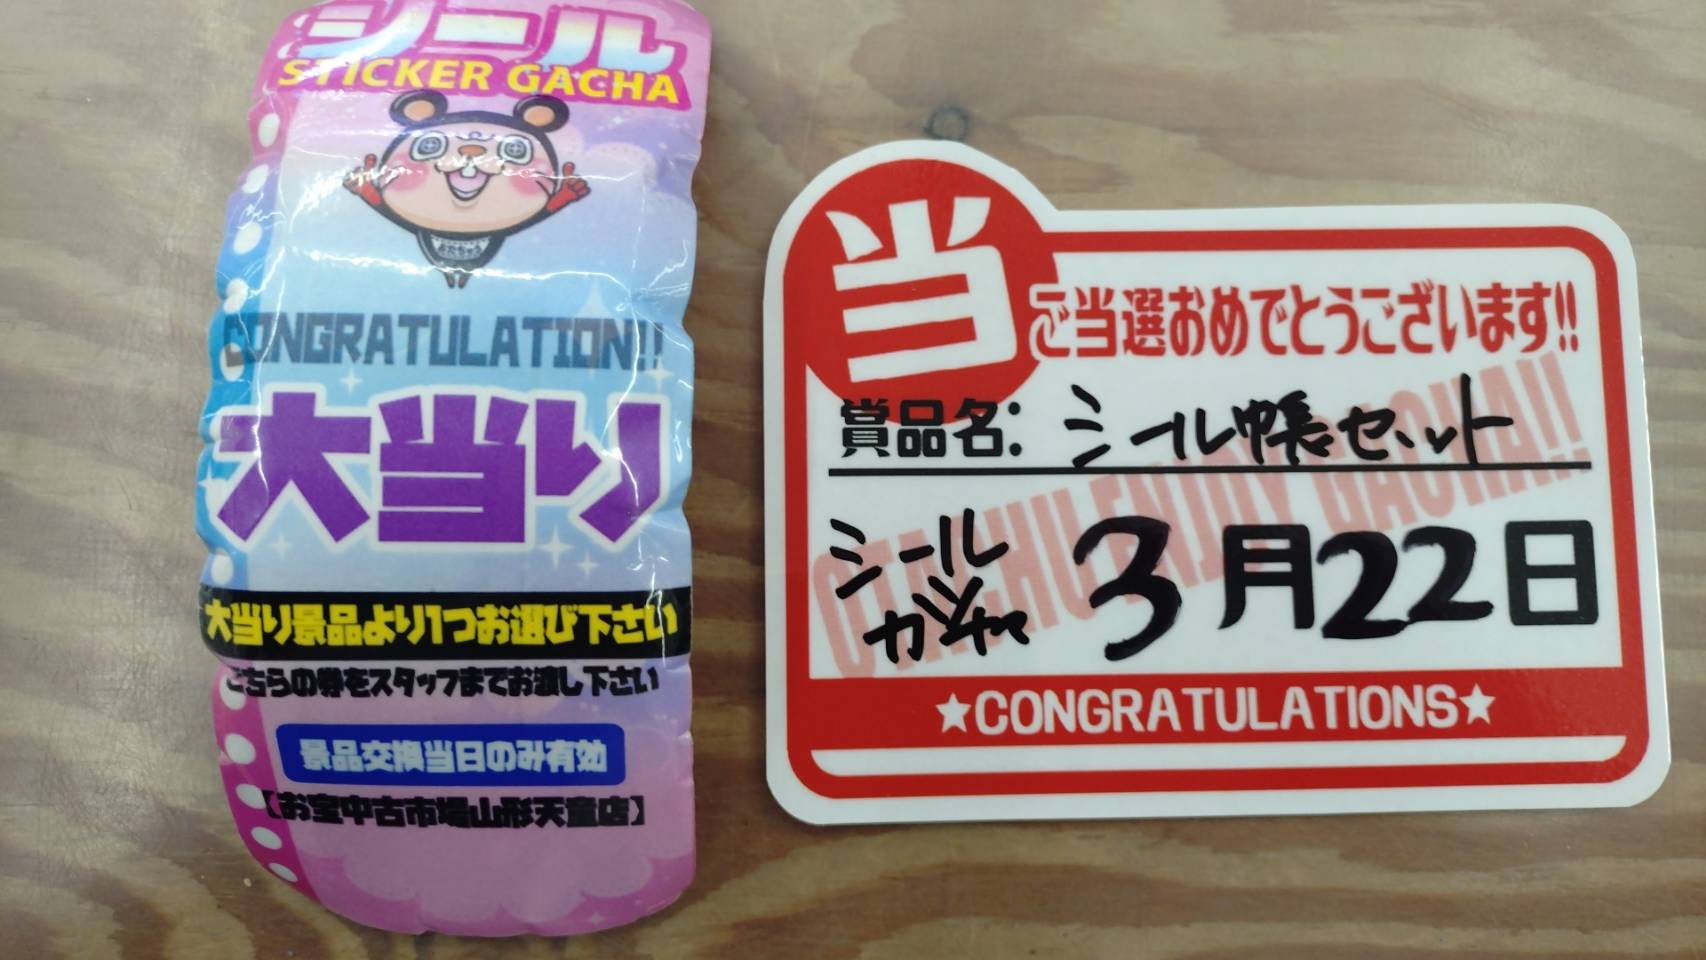 シール
STICKER GACHA
CONGRATULATION!!
大当り
大当り景品より1つお選び下さい
こちらの券をスタッフまでお渡し下さい
景品交換当日のみ有効
【お宝中古市場山形天童店】
当
ご当選おめでとうございます!!
賞品名: シール帳セット
シール
ガチャ
3月22日
OTACHU ENJOY GACHA!!
★CONGRATULATIONS★